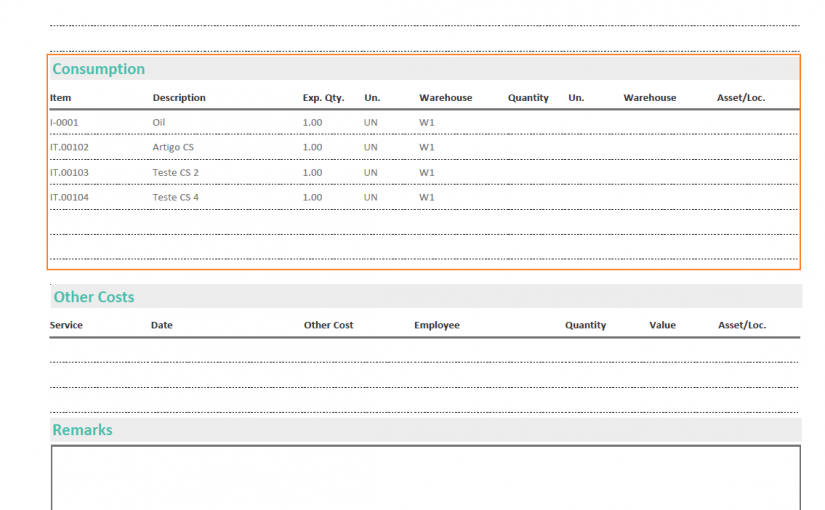 Consumption
Item Description Exp. Qty. Un. Warehouse Quantity Un. Warehouse Asset/Loc.
I-0001 Oil 1.00 UN W1
IT.00102 Artigo CS 1.00 UN W1
IT.00103 Teste CS 2 1.00 UN W1
IT.00104 Teste CS 4 1.00 UN W1
Other Costs
Service Date Other Cost Employee Quantity Value Asset/Loc.
Remarks